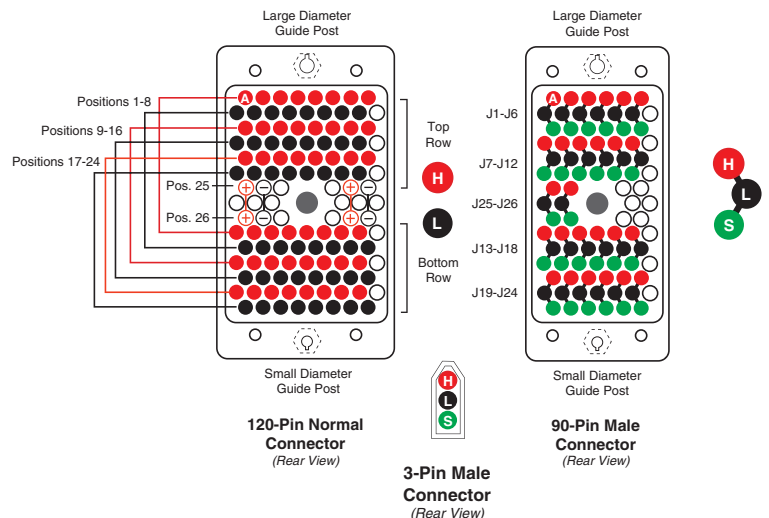 Large Diameter
Guide Post
Large Diameter
Guide Post
A
A
Positions 1-8
Positions 9-16
Positions 17-24
Pos. 25
+ − + −
Pos. 26
+ − + −
Top
Row
H
L
Bottom
Row
J1-J6
J7-J12
J25-J26
J13-J18
J19-J24
H
L
S
Small Diameter
Guide Post
120-Pin Normal
Connector
(Rear View)
H
L
S
3-Pin Male
Connector
(Rear View)
Small Diameter
Guide Post
90-Pin Male
Connector
(Rear View)